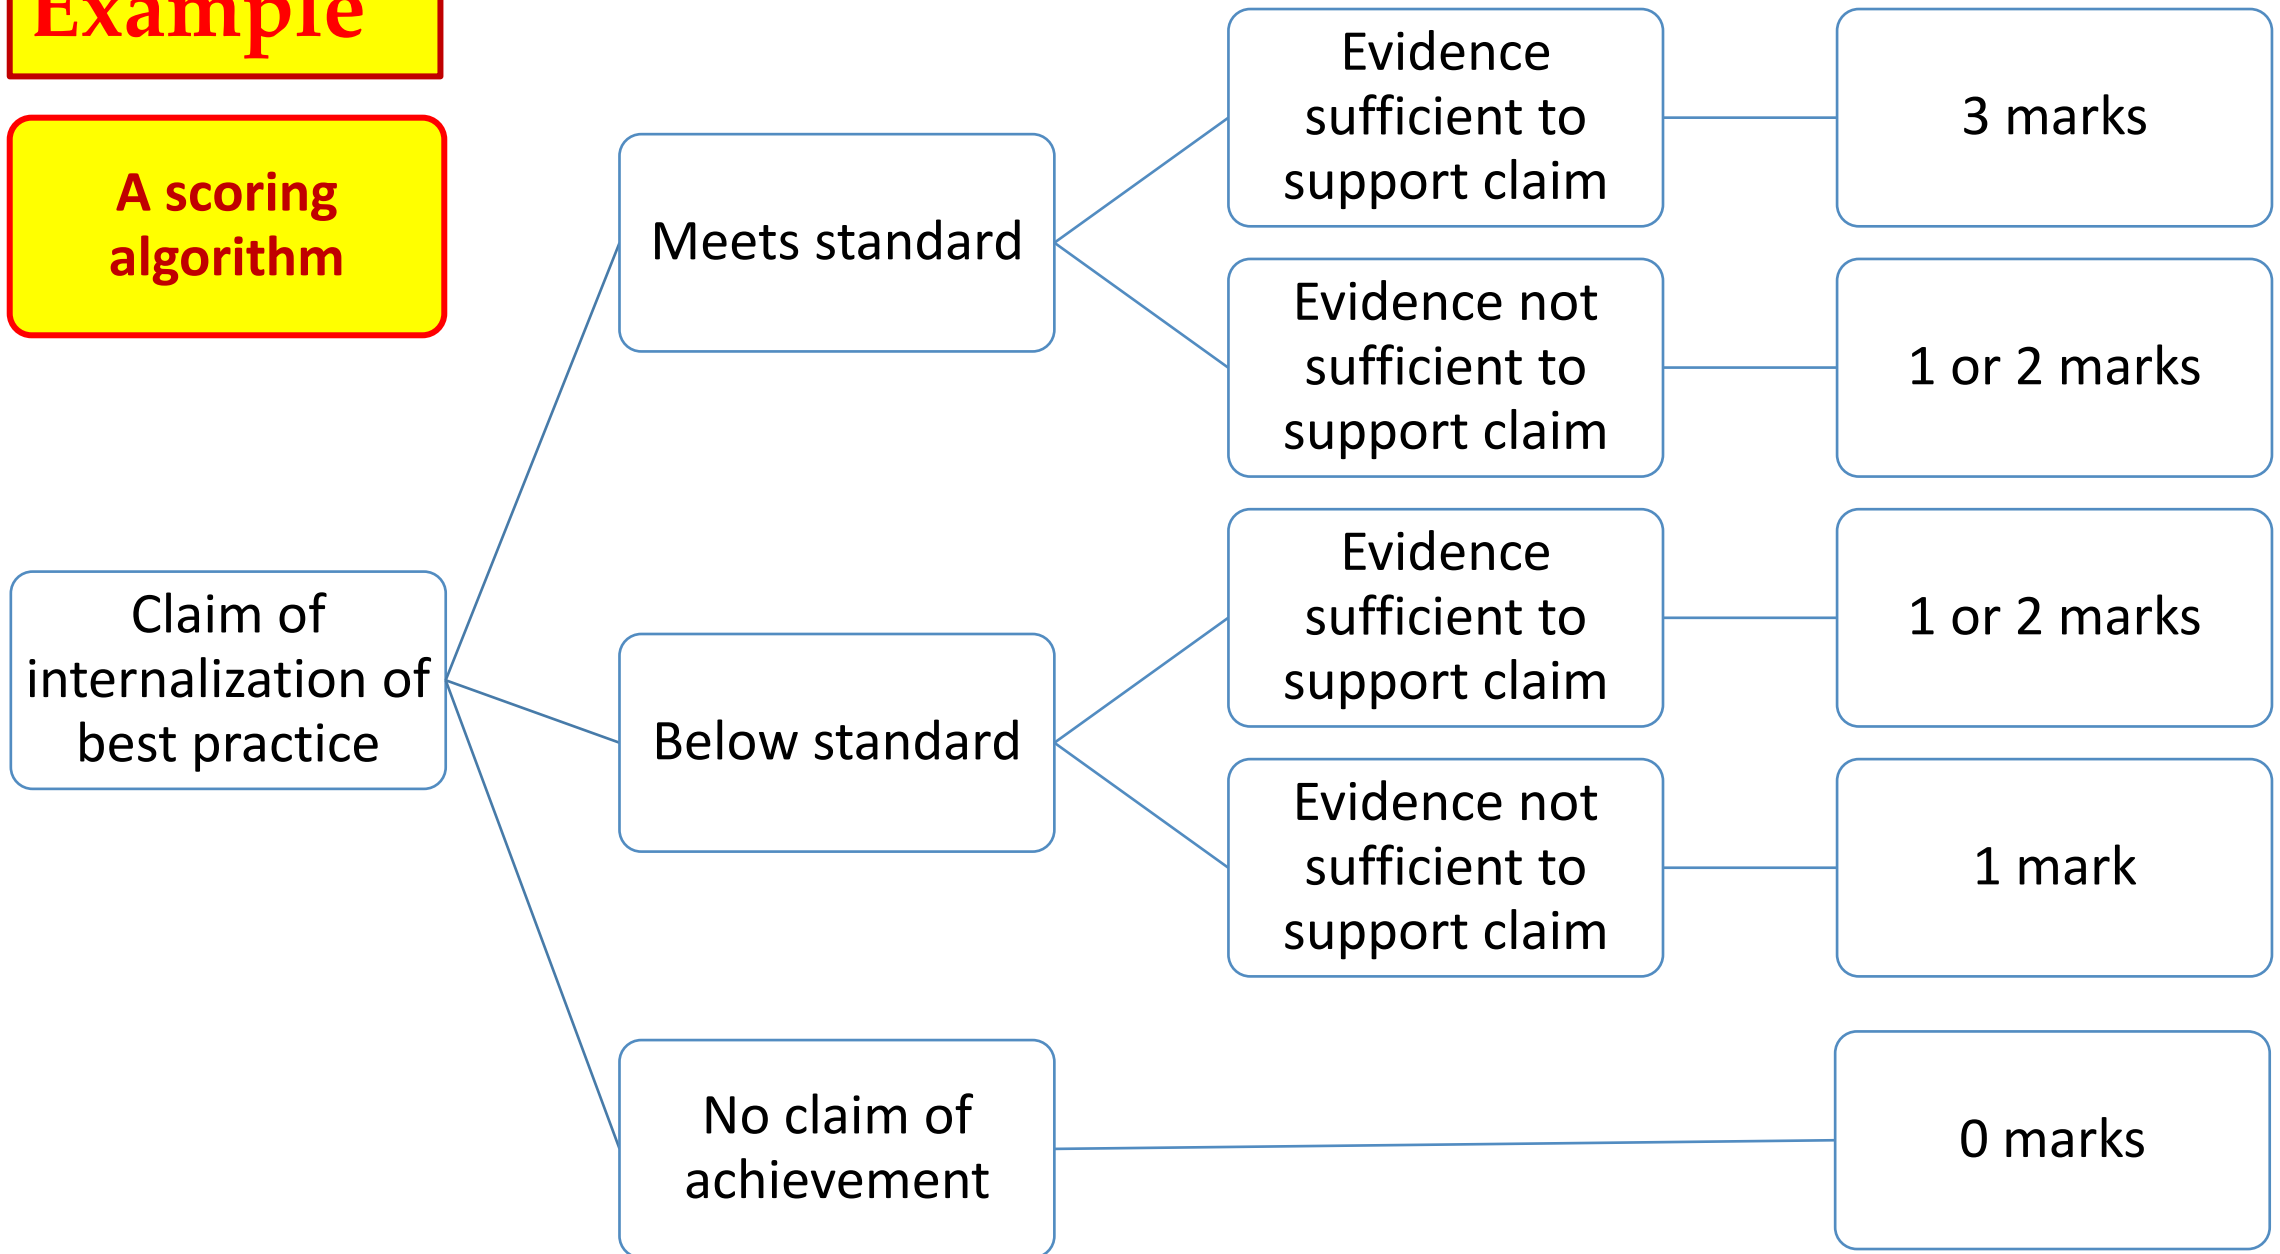 Example
A scoring
algorithm
Claim of
internalization of
best practice
Meets standard
Evidence
sufficient to
support claim
3 marks
Evidence not
sufficient to
support claim
1 or 2 marks
Below standard
Evidence
sufficient to
support claim
1 or 2 marks
Evidence not
sufficient to
support claim
1 mark
No claim of
achievement
0 marks